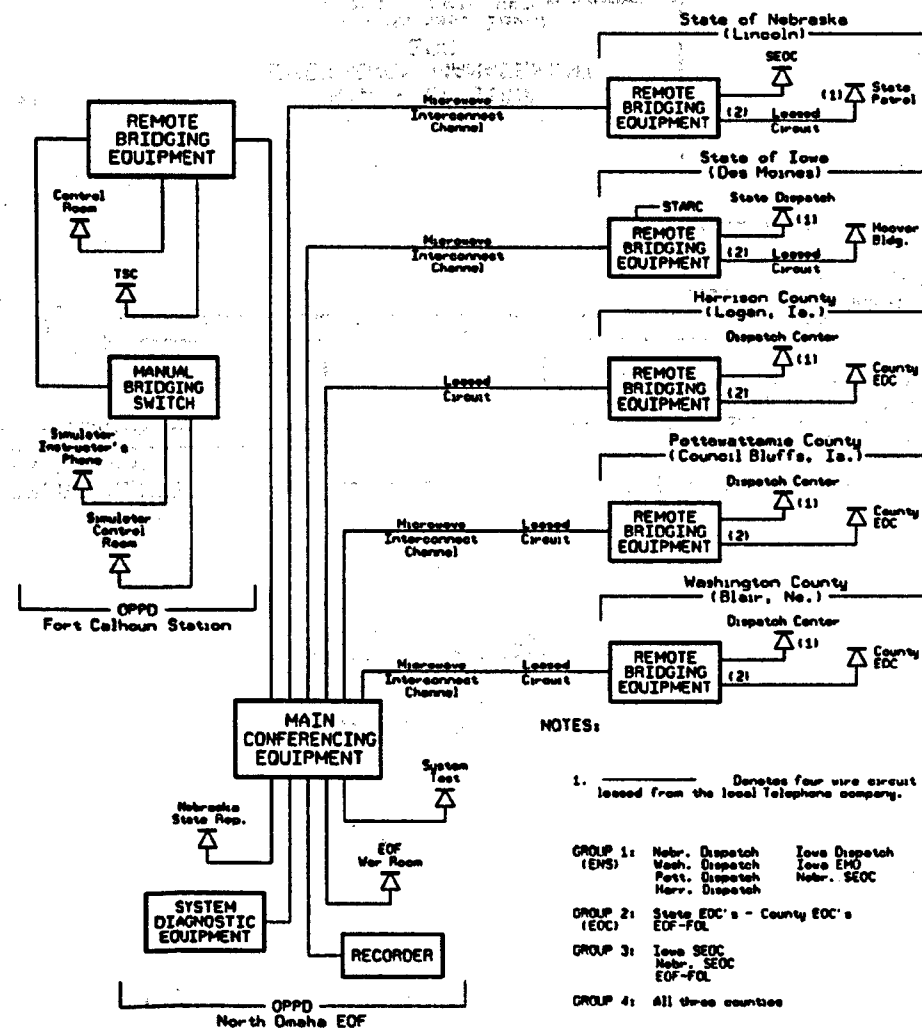 State of Nebraska
(Lincoln)
SEOC
REMOTE
BRIDGING
EQUIPMENT
(1)
State
Patrol
(2)
Leased
Circuit
Microwave
Interconnect
Channel
REMOTE
BRIDGING
EQUIPMENT
Control
Room
TSC
MANUAL
BRIDGING
SWITCH
Simulator
Instructor's
Phone
Simulator
Control
Room
OPPD
Fort Calhoun Station
State of Iowa
(Des Moines)
STARC
State Dispatch
(1)
REMOTE
BRIDGING
EQUIPMENT
(2)
Leased
Circuit
Hoover
Bldg.
Microwave
Interconnect
Channel
Harrison County
(Logan, Ia.)
Dispatch Center
(1)
REMOTE
BRIDGING
EQUIPMENT
(2)
County
EOC
Leased
Circuit
Pottawattamie County
(Council Bluffs, Ia.)
Dispatch Center
(1)
REMOTE
BRIDGING
EQUIPMENT
(2)
County
EOC
Microwave
Interconnect
Channel
Leased
Circuit
Washington County
(Blair, Ne.)
Dispatch Center
(1)
REMOTE
BRIDGING
EQUIPMENT
(2)
County
EOC
Microwave
Interconnect
Channel
Leased
Circuit
MAIN
CONFERENCING
EQUIPMENT
Nebraska
State Rep.
System
Test
EOF
War Room
SYSTEM
DIAGNOSTIC
EQUIPMENT
RECORDER
OPPD
North Omaha EOF
NOTES:
1. Denotes four wire circuit
leased from the local Telephone company.
GROUP 1: Nebr. Dispatch Iowa Dispatch
(ENS) Wash. Dispatch Iowa EMO
Pott. Dispatch Nebr. SEOC
Harr. Dispatch
GROUP 2: State EOC's - County EOC's
(EOC) EOF-FOL
GROUP 3: Iowa SEOC
Nebr. SEOC
EOF-FOL
GROUP 4: All three counties